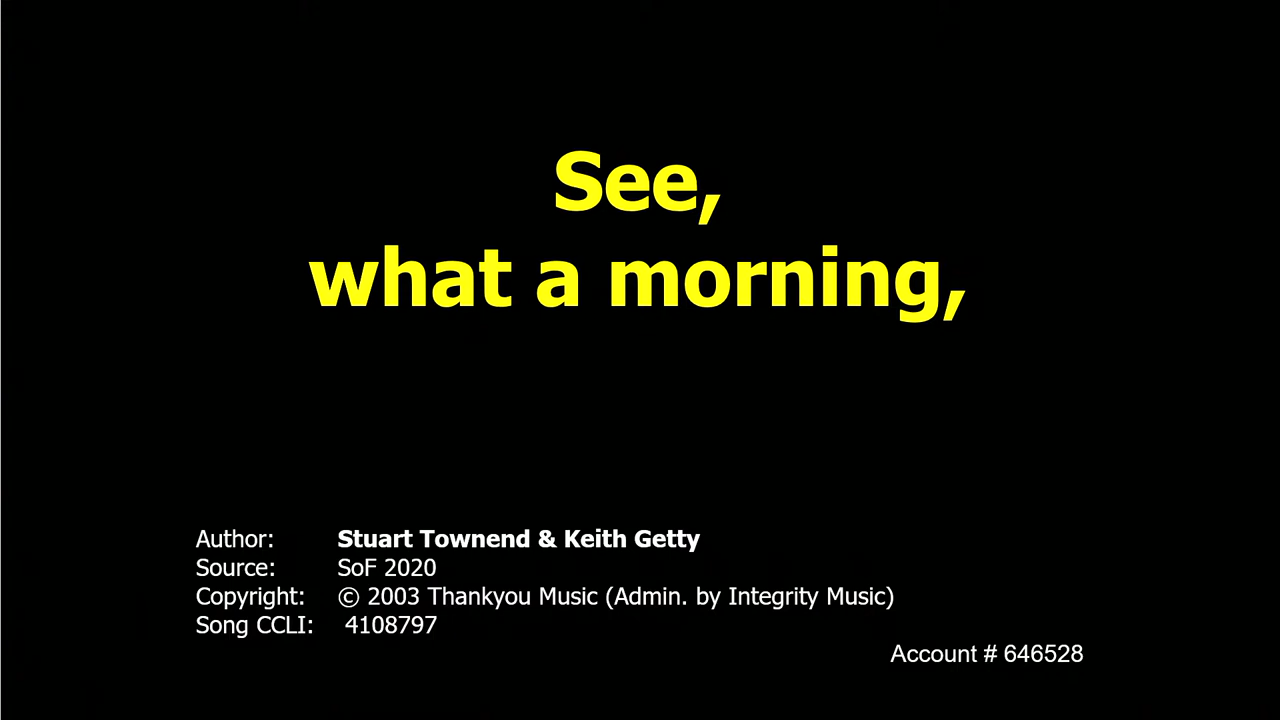 See,
what a morning,
Author: Stuart Townend & Keith Getty
Source: SoF 2020
Copyright: © 2003 Thankyou Music (Admin. by Integrity Music)
Song CCLI: 4108797
Account # 646528